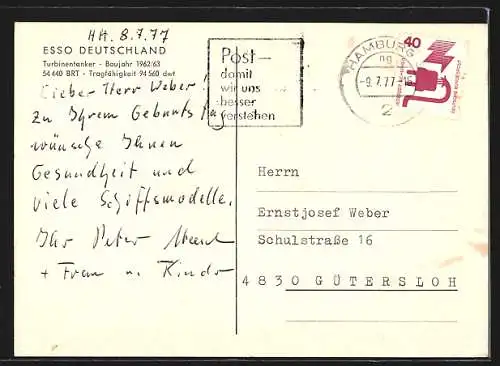 HH. 8.7.77
ESSO DEUTSCHLAND
Turbinentanker - Baujahr 1962/63
54 440 BRT - Tragfähigkeit 94 560 dwt
Lieber Herr Weber!
Zu Ihrem Geburtstag
wünsche Ihnen
Gesundheit und
viele Schiffsmodelle.
Ihr Peter
+ Frau u. Kinder
Post—
damit
wir uns
besser
verstehen
HAMBURG
-9.7.77-16
2
40
Herrn
Ernstjosef Weber
Schulstraße 16
4830 GÜTERSLOH